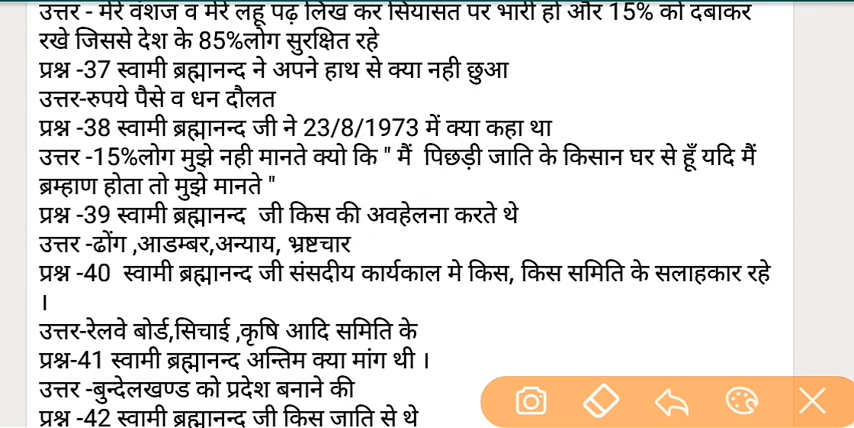 उत्तर - मेरे वंशज व मेरे लहू पढ़ लिख कर सियासत पर भारी हो और 15% को दबाकर
रखे जिससे देश के 85%लोग सुरक्षित रहे
प्रश्न -37 स्वामी ब्रह्मानन्द ने अपने हाथ से क्या नही छुआ
उत्तर-रुपये पैसे व धन दौलत
प्रश्न -38 स्वामी ब्रह्मानन्द जी ने 23/8/1973 में क्या कहा था
उत्तर -15%लोग मुझे नही मानते क्यो कि " मैं पिछड़ी जाति के किसान घर से हूँ यदि मैं
ब्रम्हाण होता तो मुझे मानते "
प्रश्न -39 स्वामी ब्रह्मानन्द जी किस की अवहेलना करते थे
उत्तर -ढोंग ,आडम्बर,अन्याय, भ्रष्टचार
प्रश्न -40 स्वामी ब्रह्मानन्द जी संसदीय कार्यकाल मे किस, किस समिति के सलाहकार रहे
।
उत्तर-रेलवे बोर्ड,सिचाई ,कृषि आदि समिति के
प्रश्न-41 स्वामी ब्रह्मानन्द अन्तिम क्या मांग थी ।
उत्तर -बुन्देलखण्ड को प्रदेश बनाने की
प्रश्न -42 स्वामी ब्रह्मानन्द जी किस जाति से थे